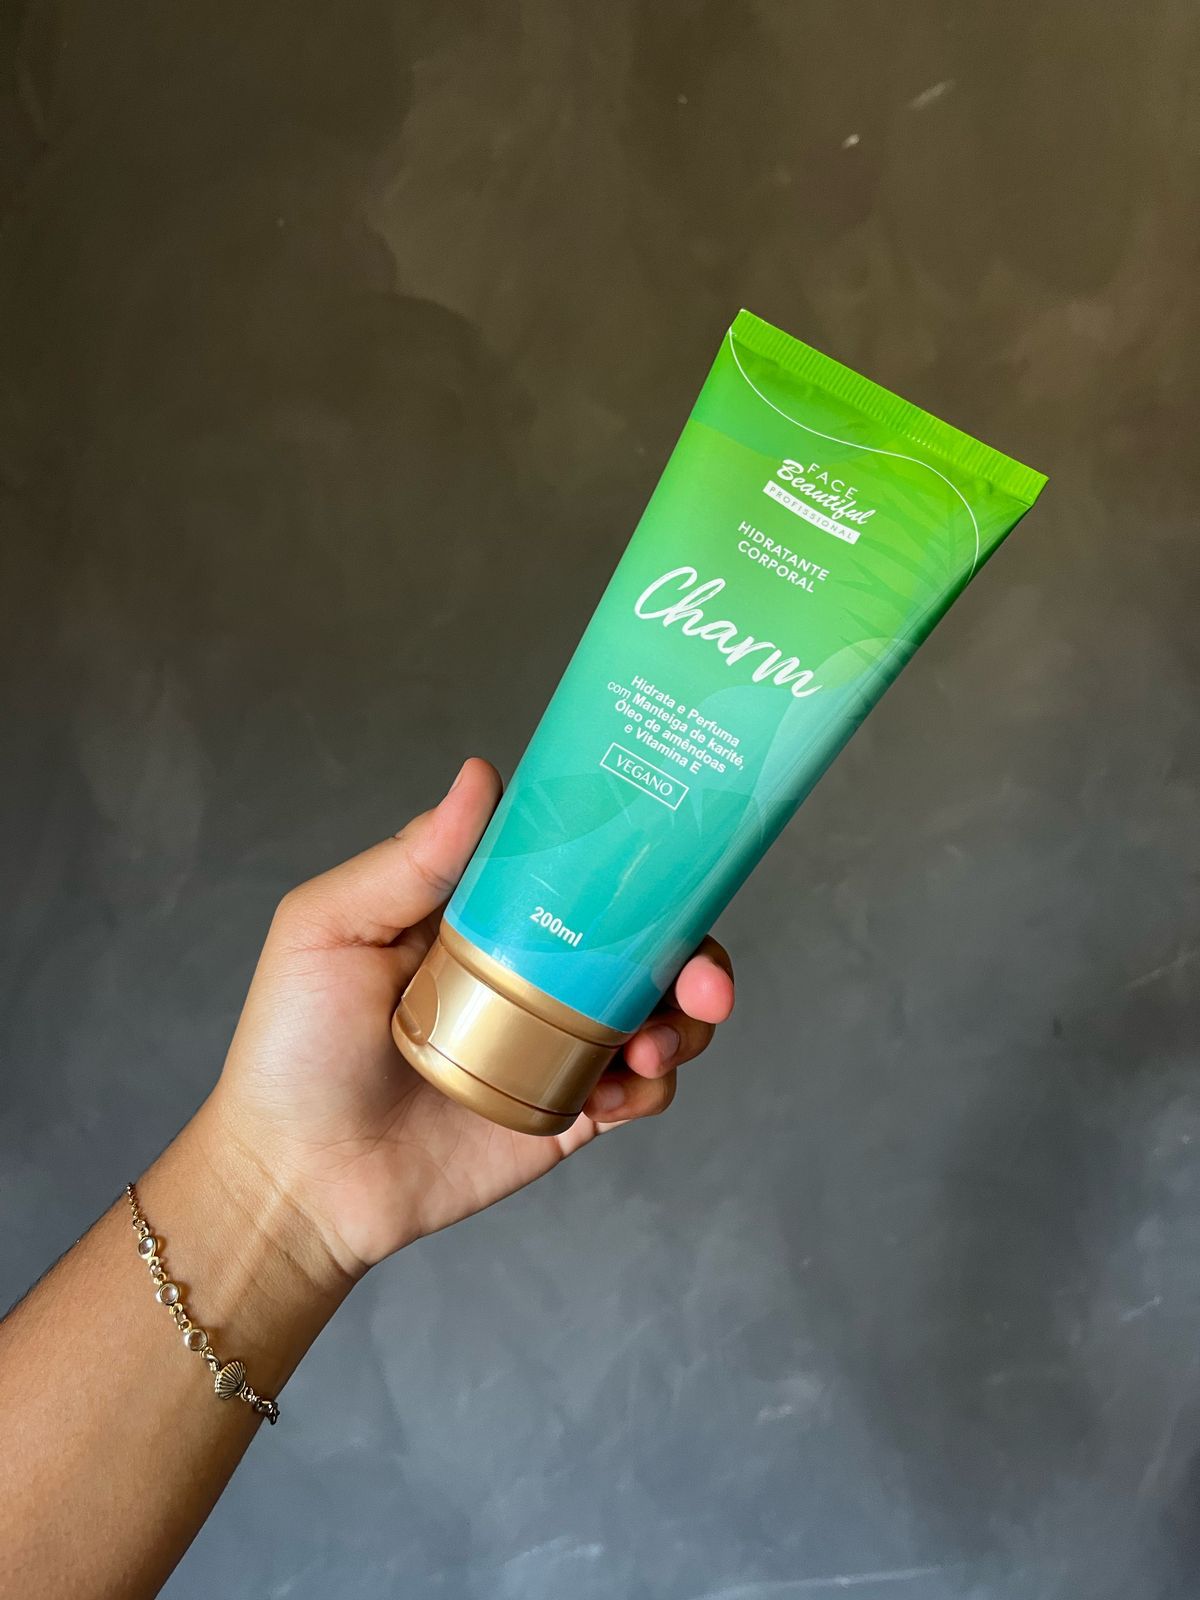 FACE
Beautiful
PROFISSIONAL
HIDRATANTE
CORPORAL
Charm
Hidrata e Perfuma
com Manteiga de karité,
Óleo de amêndoas
e Vitamina E
VEGANO
200ml